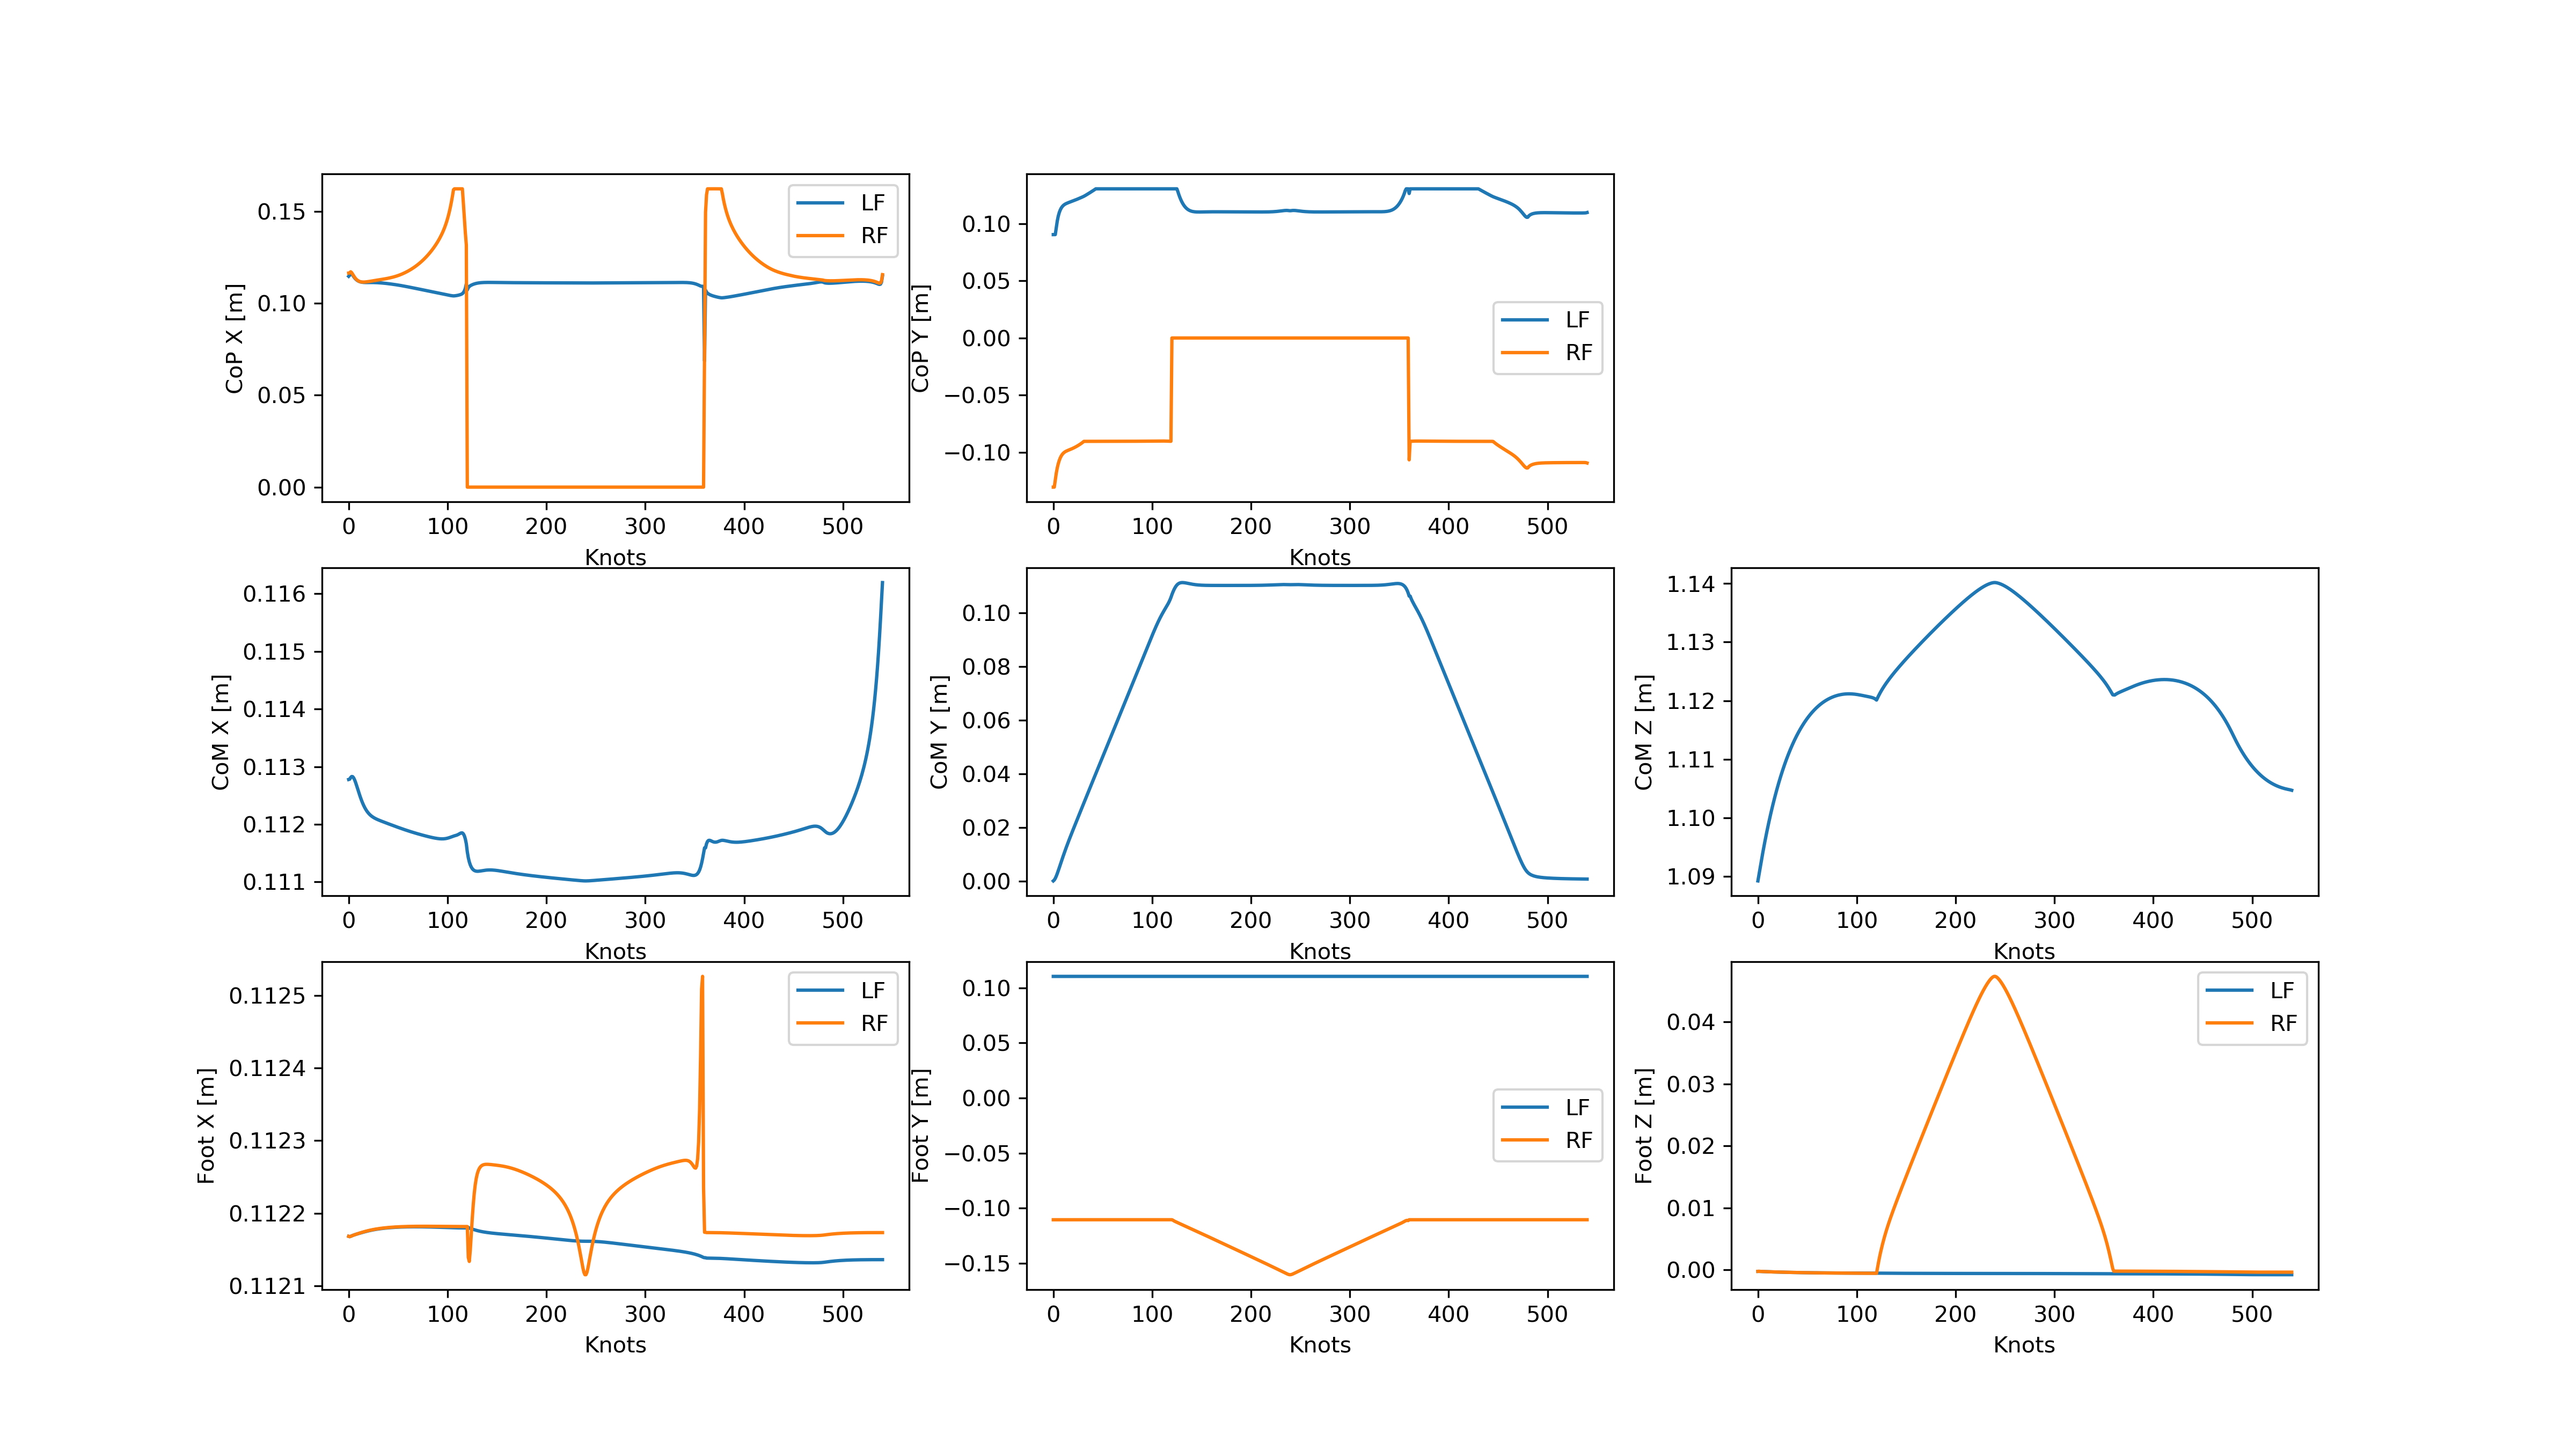 CoP X [m]
0.15
0.10
0.05
0.00
LF
RF
0 100 200 300 400 500
Knots
CoP Y [m]
0.10
0.05
0.00
−0.05
−0.10
LF
RF
0 100 200 300 400 500
Knots
CoM X [m]
0.116
0.115
0.114
0.113
0.112
0.111
0 100 200 300 400 500
Knots
CoM Y [m]
0.10
0.08
0.06
0.04
0.02
0.00
0 100 200 300 400 500
Knots
CoM Z [m]
1.14
1.13
1.12
1.11
1.10
1.09
0 100 200 300 400 500
Knots
Foot X [m]
0.1125
0.1124
0.1123
0.1122
0.1121
LF
RF
0 100 200 300 400 500
Knots
Foot Y [m]
0.10
0.05
0.00
−0.05
−0.10
−0.15
LF
RF
0 100 200 300 400 500
Knots
Foot Z [m]
0.04
0.03
0.02
0.01
0.00
LF
RF
0 100 200 300 400 500
Knots